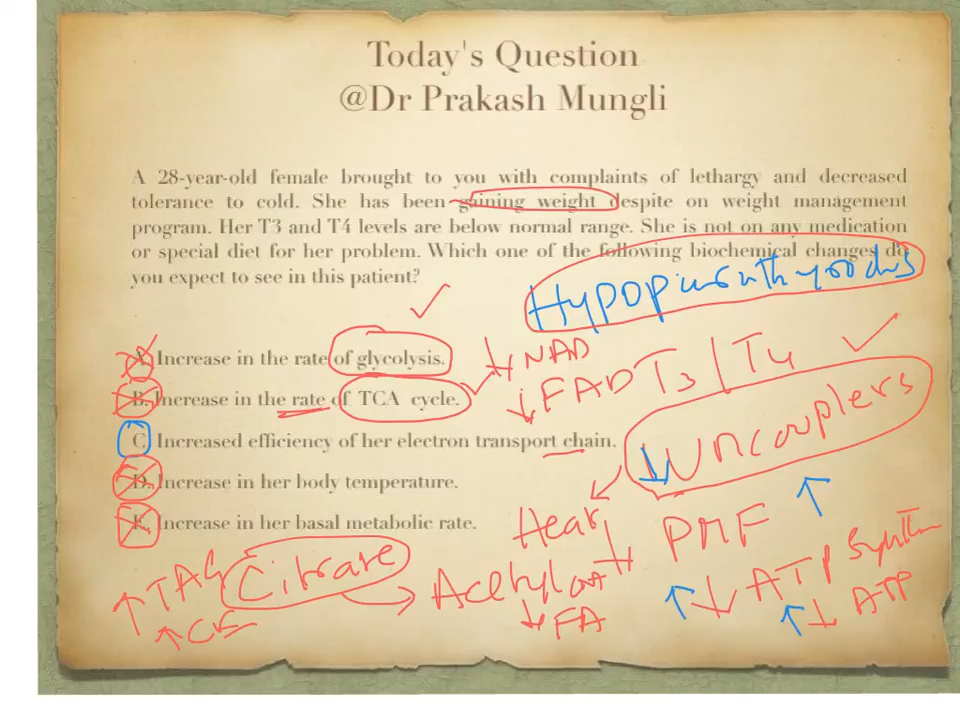 Today's Question
@Dr Prakash Mungli
A 28-year-old female brought to you with complaints of lethargy and decreased
tolerance to cold. She has been gaining weight despite on weight management
program. Her T3 and T4 levels are below normal range. She is not on any medication
or special diet for her problem. Which one of the following biochemical changes do
you expect to see in this patient?
A. Increase in the rate of glycolysis.
B. Increase in the rate of TCA cycle.
C. Increased efficiency of her electron transport chain.
D. Increase in her body temperature.
E. Increase in her basal metabolic rate.
↓ NAD
↓ FAD T3 / T4
↓ Uncouplers
Heat ↓
PMF ↑
↑ TAG Citrate → Acetyl
↑ ↓ ATP
↓ FA
↑ ↓ ATP